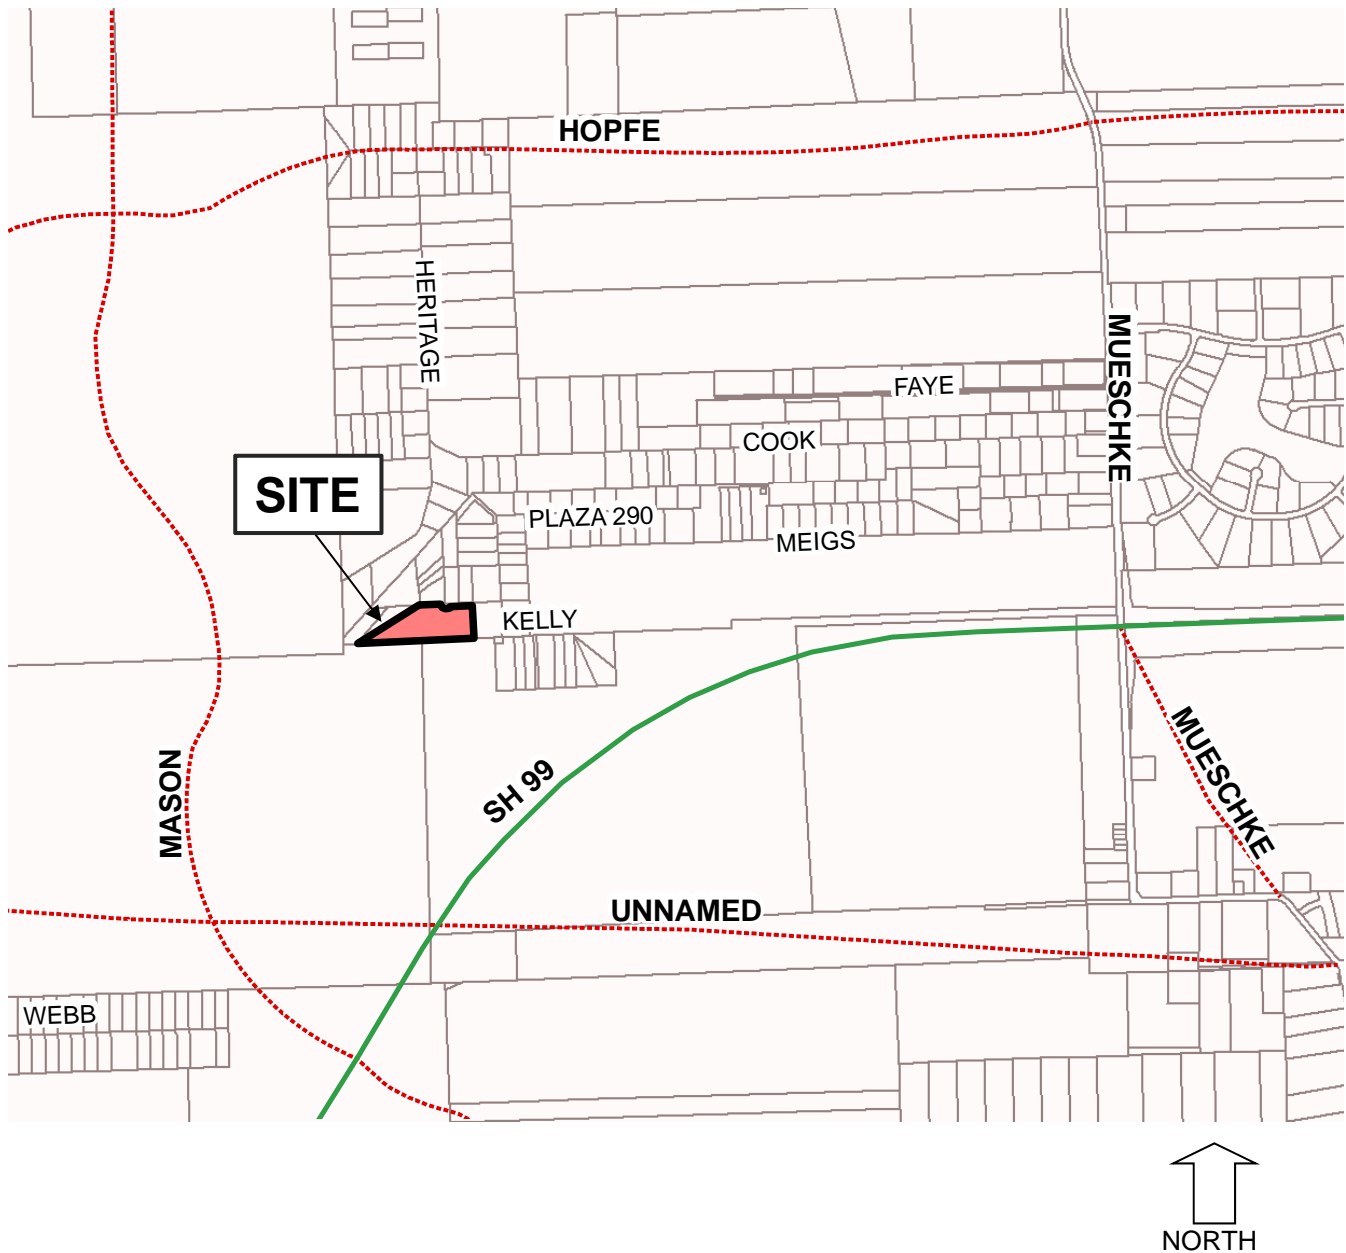 HOPFE
HERITAGE
MUESCHKE
FAYE
COOK
SITE
PLAZA 290
MEIGS
KELLY
MUESCHKE
MASON
SH 99
UNNAMED
WEBB
NORTH